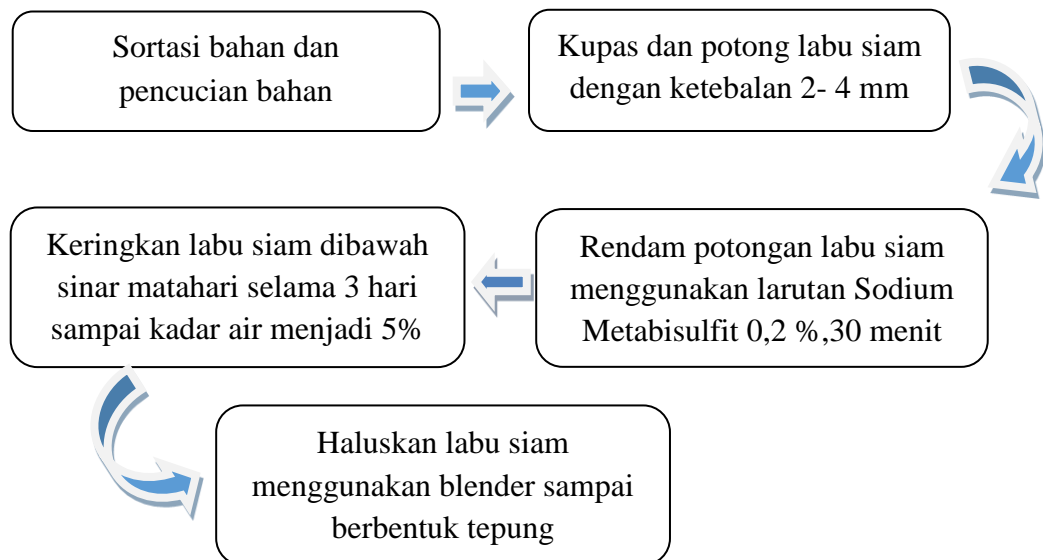 Sortasi bahan dan
pencucian bahan
Kupas dan potong labu siam
dengan ketebalan 2- 4 mm
Rendam potongan labu siam
menggunakan larutan Sodium
Metabisulfit 0,2 %,30 menit
Keringkan labu siam dibawah
sinar matahari selama 3 hari
sampai kadar air menjadi 5%
Haluskan labu siam
menggunakan blender sampai
berbentuk tepung